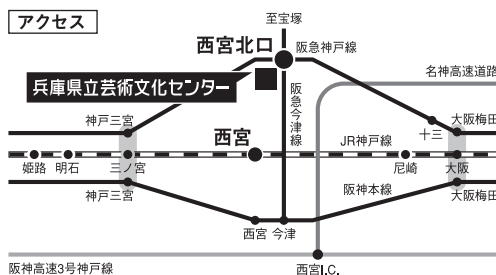 アクセス
至宝塚
西宮北口
阪急神戸線
名神高速道路
兵庫県立芸術文化センター
阪急今津線
神戸三宮
十三
大阪梅田
西宮
JR神戸線
姫路
明石
三ノ宮
尼崎
大阪
神戸三宮
阪神本線
大阪梅田
西宮
今津
阪神高速3号神戸線
西宮I.C.